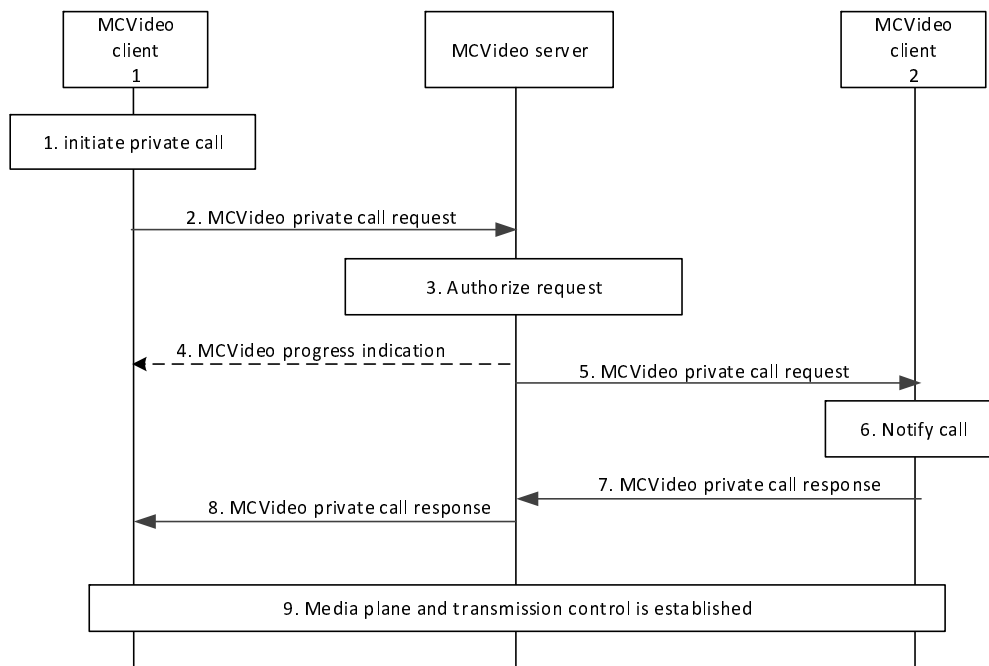 MCVideo
client
1
MCVideo server
MCVideo
client
2
1. initiate private call
2. MCVideo private call request
3. Authorize request
4. MCVideo progress indication
5. MCVideo private call request
6. Notify call
7. MCVideo private call response
8. MCVideo private call response
9. Media plane and transmission control is established